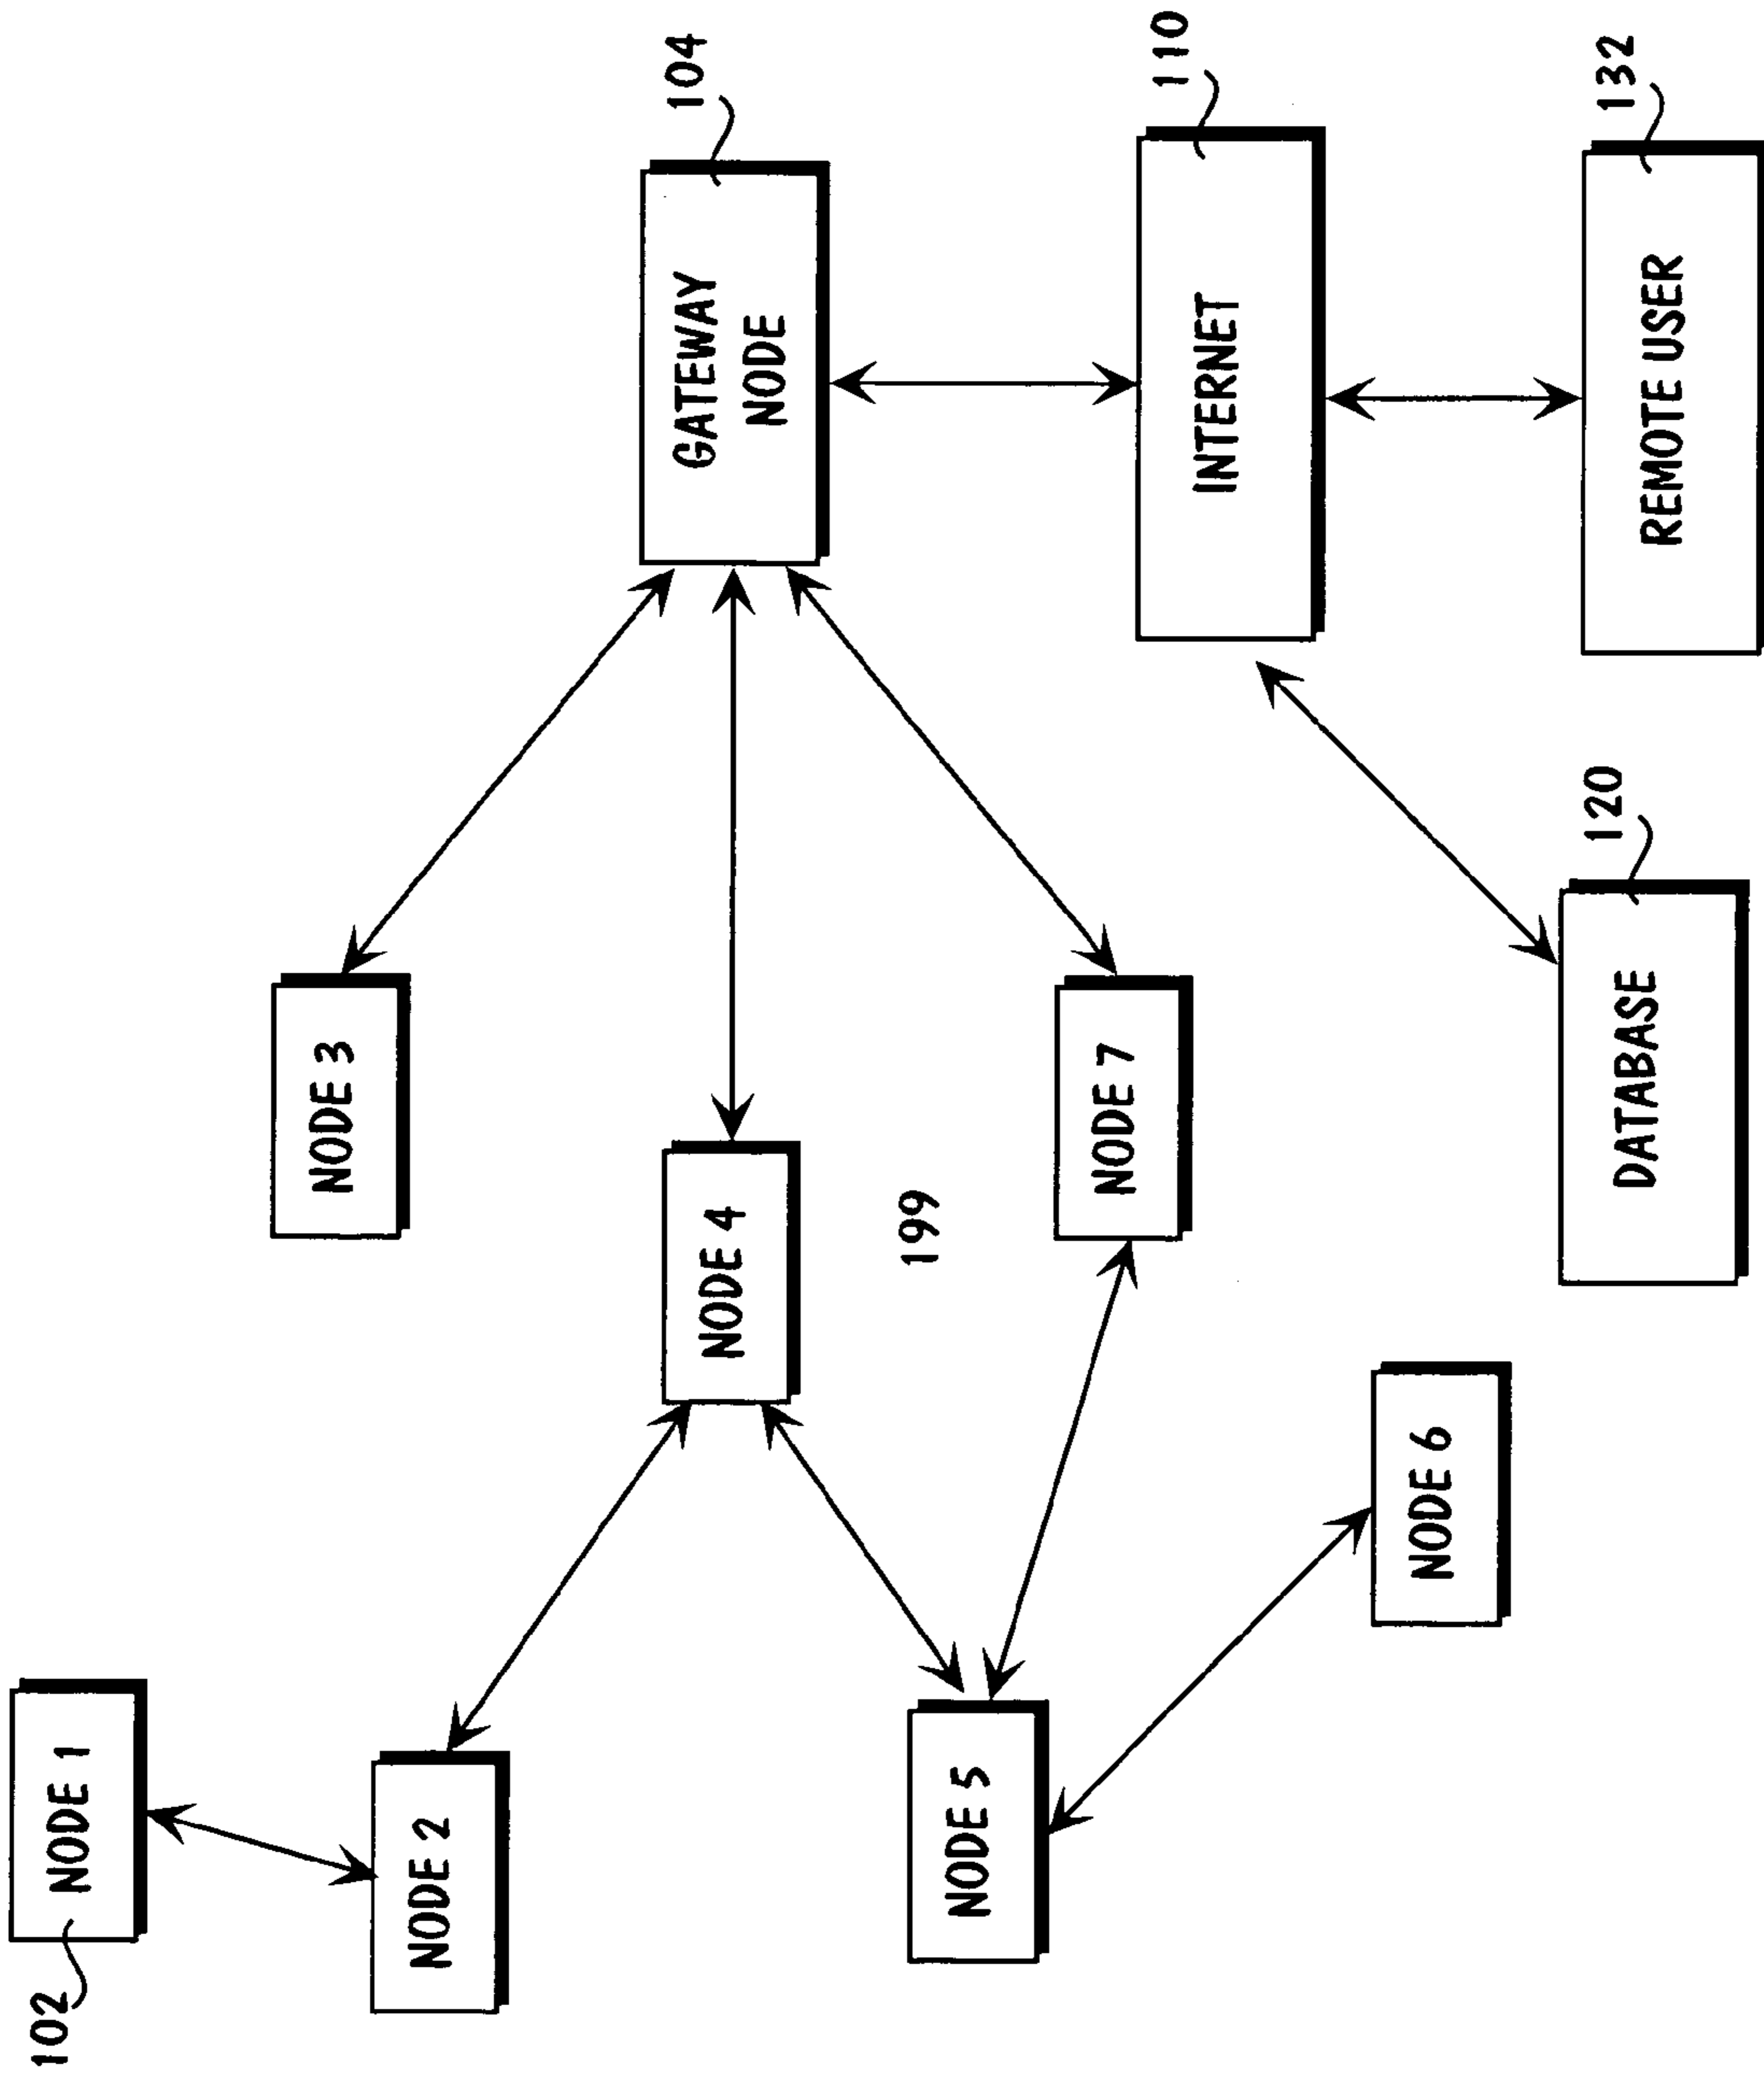 102
NODE 1
NODE 2
NODE 3
GATEWAY
NODE
104
NODE 4
199
NODE 5
NODE 7
INTERNET
110
NODE 6
DATABASE
120
REMOTE USER
132